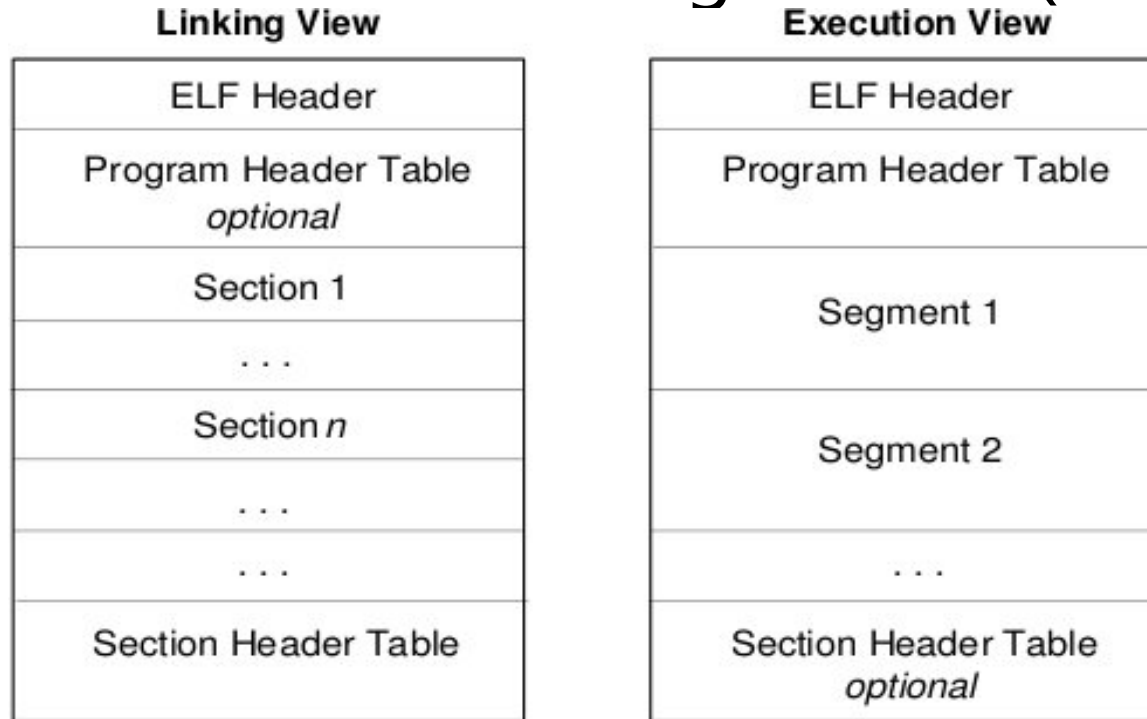 Linking View
ELF Header
Program Header Table
optional
Section 1
. . .
Section n
. . .
. . .
Section Header Table
Execution View
ELF Header
Program Header Table
Segment 1
Segment 2
. . .
Section Header Table
optional